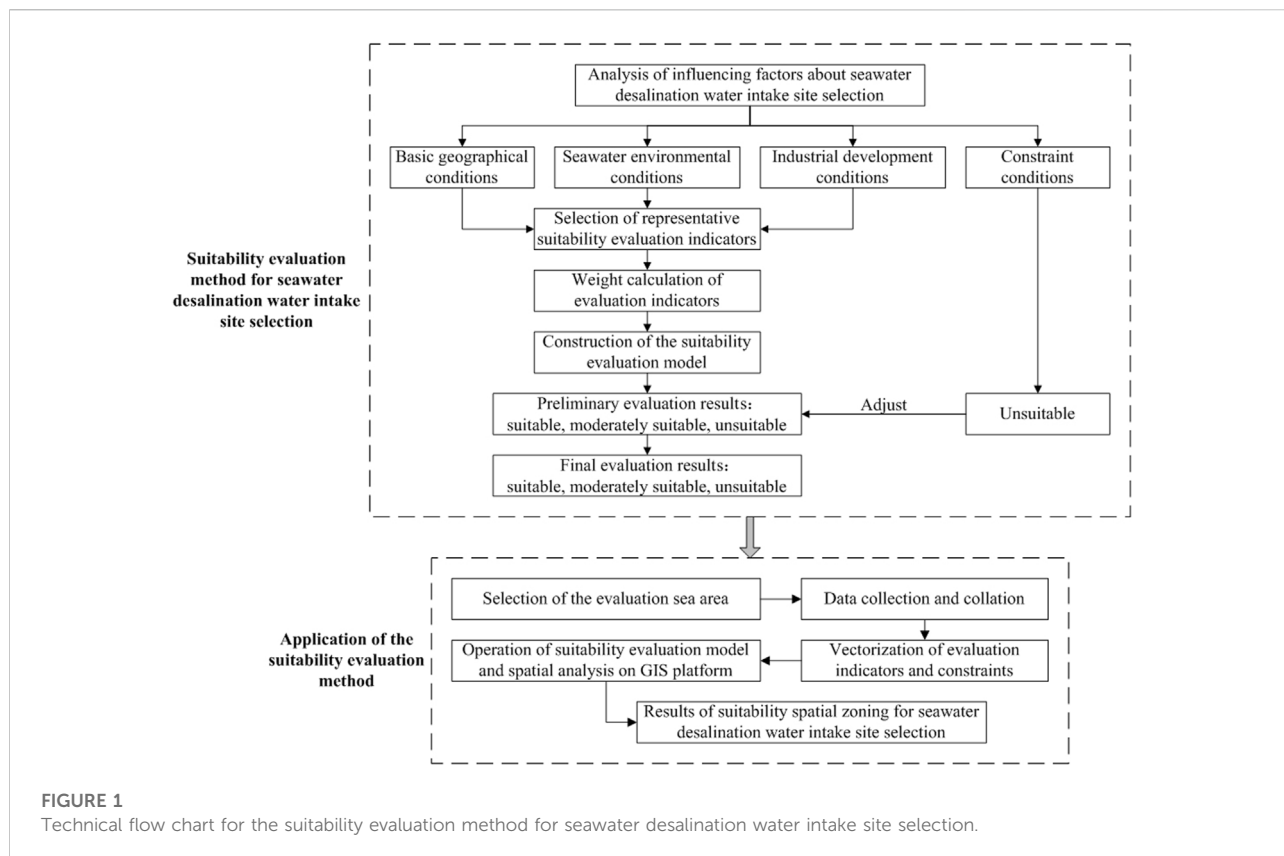 Analysis of influencing factors about seawater
desalination water intake site selection
Basic geographical
conditions
Seawater environmental
conditions
Industrial development
conditions
Constraint
conditions
Selection of representative
suitability evaluation indicators
Suitability evaluation
method for seawater
desalination water intake
site selection
Weight calculation of
evaluation indicators
Construction of the suitability
evaluation model
Preliminary evaluation results:
suitable, moderately suitable, unsuitable
Adjust
Unsuitable
Final evaluation results:
suitable, moderately suitable, unsuitable
Application of the
suitability evaluation
method
Selection of the evaluation sea area
Data collection and collation
Operation of suitability evaluation model
and spatial analysis on GIS platform
Vectorization of evaluation
indicators and constraints
Results of suitability spatial zoning for seawater
desalination water intake site selection
FIGURE 1
Technical flow chart for the suitability evaluation method for seawater desalination water intake site selection.